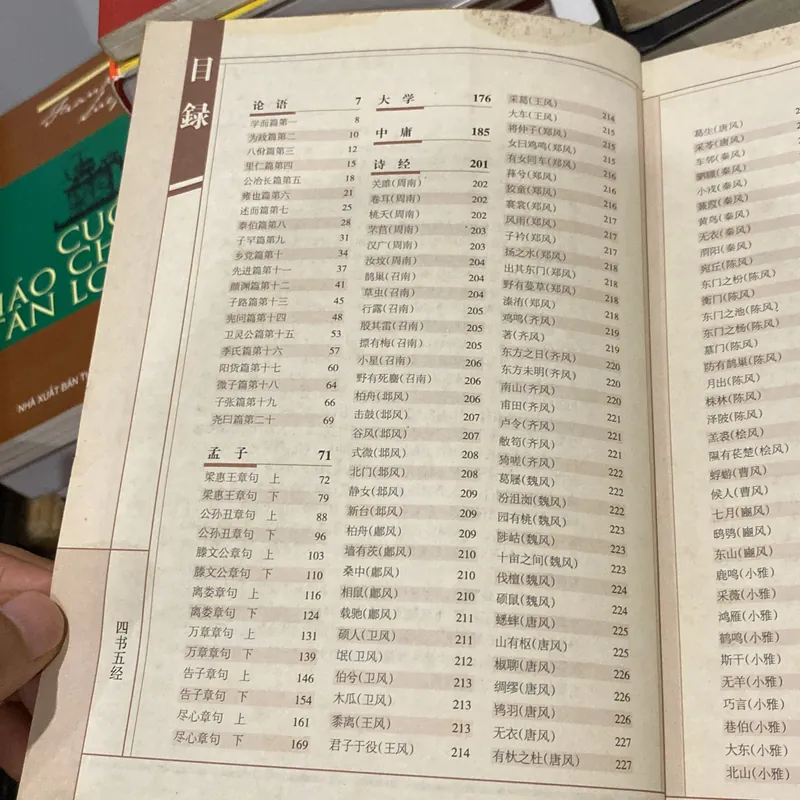 目
録
论语 7
学而篇第一 8
为政篇第二 10
八佾篇第三 12
里仁篇第四 15
公冶长篇第五 18
雍也篇第六 21
述而篇第七 25
泰伯篇第八 28
子罕篇第九 31
乡党篇第十 34
先进篇第十一 37
颜渊篇第十二 41
子路篇第十三 45
宪问篇第十四 48
卫灵公篇第十五 53
季氏篇第十六 57
阳货篇第十七 60
微子篇第十八 64
子张篇第十九 66
尧曰篇第二十 69
孟子 71
梁惠王章句 上 72
梁惠王章句 下 79
公孙丑章句 上 88
公孙丑章句 下 96
滕文公章句 上 103
滕文公章句 下 110
离娄章句 上 116
离娄章句 下 124
万章章句 上 131
万章章句 下 139
告子章句 上 146
告子章句 下 154
尽心章句 上 161
尽心章句 下 169
大学 176
中庸 185
诗经 201
关雎(周南) 202
卷耳(周南) 202
桃夭(周南) 202
芣苢(周南) 203
汉广(周南) 203
汝坟(周南) 204
鹊巢(召南) 204
草虫(召南) 204
行露(召南) 205
殷其雷(召南) 205
摽有梅(召南) 205
小星(召南) 206
野有死麕(召南) 206
柏舟(邶风) 206
击鼓(邶风) 207
谷风(邶风) 207
式微(邶风) 208
北门(邶风) 208
静女(邶风) 209
新台(邶风) 209
柏舟(鄘风) 209
墙有茨(鄘风) 210
桑中(鄘风) 210
相鼠(鄘风) 210
载驰(鄘风) 211
硕人(卫风) 211
氓(卫风) 212
伯兮(卫风) 213
木瓜(卫风) 213
黍离(王风) 213
君子于役(王风) 214
采葛(王风) 214
大车(王风) 215
将仲子(郑风) 215
女曰鸡鸣(郑风) 215
有女同车(郑风) 216
萚兮(郑风) 216
狡童(郑风) 216
褰裳(郑风) 217
风雨(郑风) 217
子衿(郑风) 217
扬之水(郑风) 218
出其东门(郑风) 218
野有蔓草(郑风) 218
溱洧(郑风) 218
鸡鸣(齐风) 219
著(齐风) 219
东方之日(齐风) 220
东方未明(齐风) 220
南山(齐风) 220
甫田(齐风) 221
卢令(齐风) 221
敝笱(齐风) 221
猗嗟(齐风) 222
葛屦(魏风) 222
汾沮洳(魏风) 222
园有桃(魏风) 223
陟岵(魏风) 223
十亩之间(魏风) 223
伐檀(魏风) 224
硕鼠(魏风) 224
蟋蟀(唐风) 225
山有枢(唐风) 225
椒聊(唐风) 226
绸缪(唐风) 226
鸨羽(唐风) 226
无衣(唐风) 227
有杕之杜(唐风) 227
葛生(唐风)
采苓(唐风)
车邻(秦风)
驷驖(秦风)
小戎(秦风)
蒹葭(秦风)
黄鸟(秦风)
无衣(秦风)
渭阳(秦风)
宛丘(陈风)
东门之枌(陈风)
衡门(陈风)
东门之池(陈风)
东门之杨(陈风)
墓门(陈风)
防有鹊巢(陈风)
月出(陈风)
株林(陈风)
泽陂(陈风)
羔裘(桧风)
隰有苌楚(桧风)
蜉蝣(曹风)
候人(曹风)
七月(豳风)
鸱鸮(豳风)
东山(豳风)
鹿鸣(小雅)
采薇(小雅)
鸿雁(小雅)
鹤鸣(小雅)
斯干(小雅)
无羊(小雅)
巧言(小雅)
巷伯(小雅)
大东(小雅)
北山(小雅)
四书五经
NHÀ XUẤT BẢN